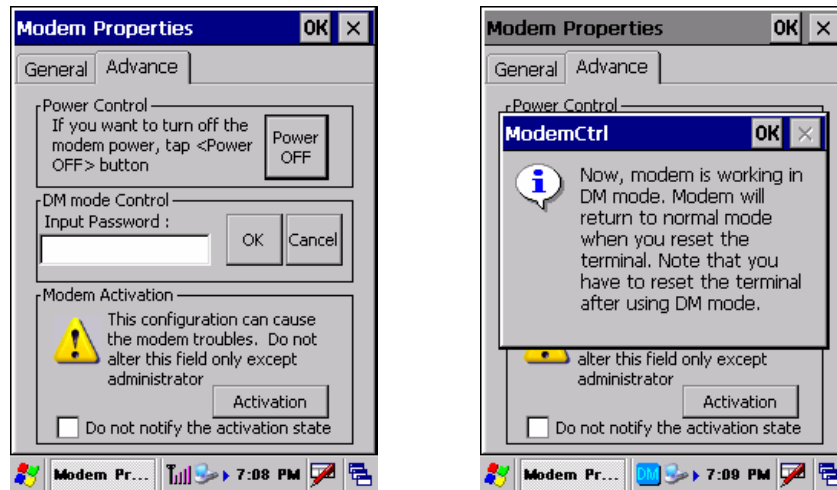 Modem Properties OK ×
General Advance
Power Control
If you want to turn off the
modem power, tap <Power
OFF> button
Power
OFF
DM mode Control
Input Password :
OK Cancel
Modem Activation
This configuration can cause
the modem troubles. Do not
alter this field only except
administrator
Activation
Do not notify the activation state
Modem Pr... 7:08 PM
Modem Properties OK ×
General Advance
Power Control
ModemCtrl OK ×
Now, modem is working in
DM mode. Modem will
return to normal mode
when you reset the
terminal. Note that you
have to reset the terminal
after using DM mode.
alter this field only except
administrator
Activation
Do not notify the activation state
Modem Pr... DM 7:09 PM